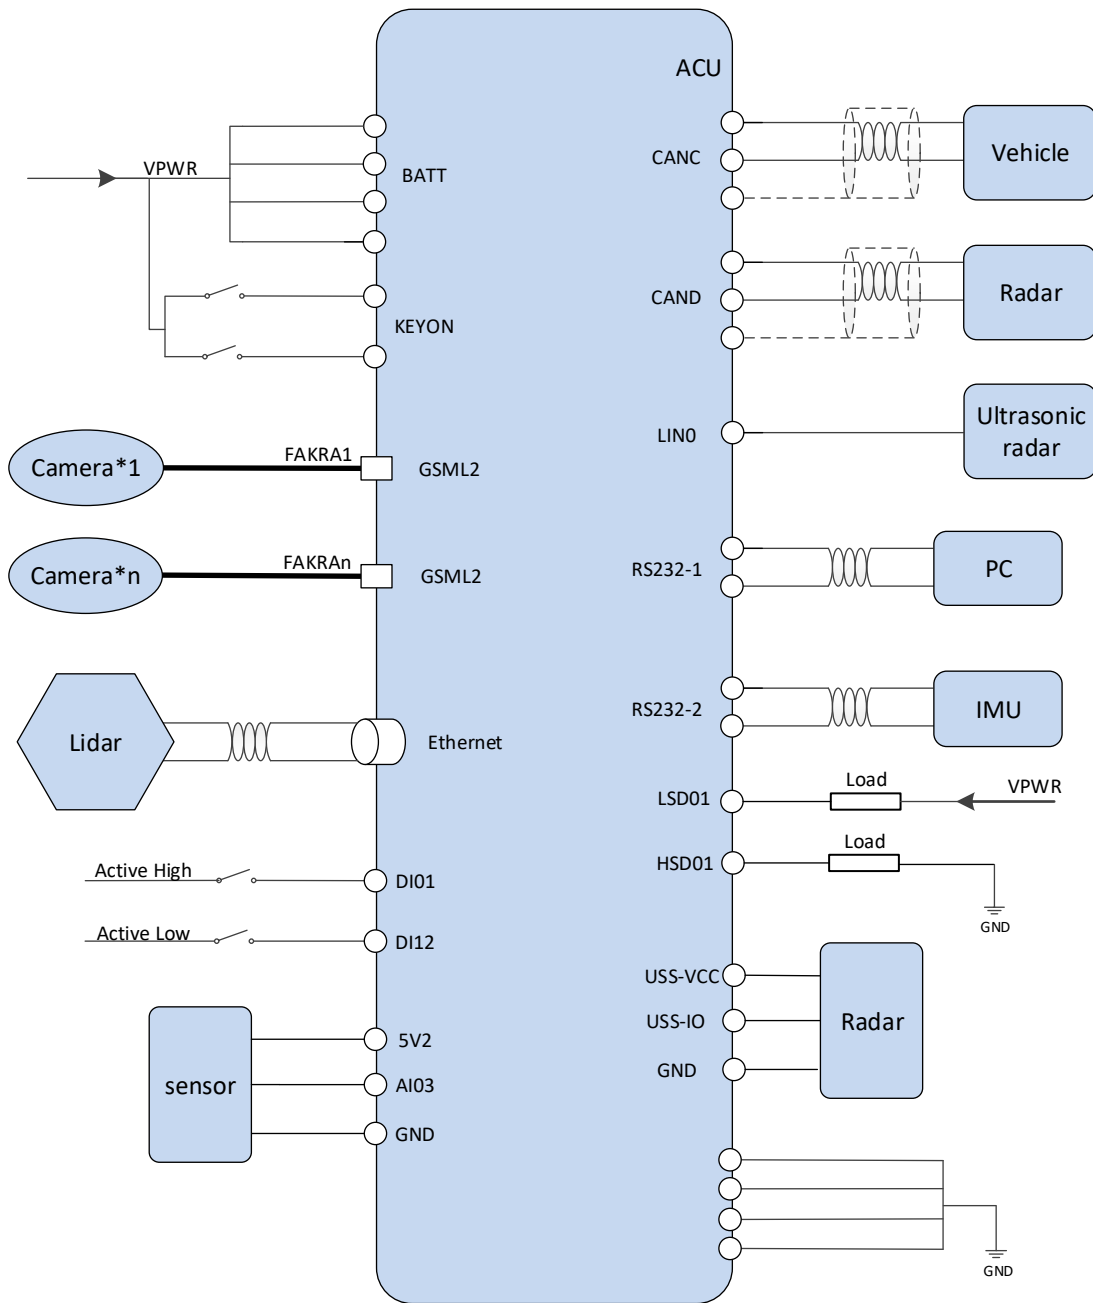 ACU
VPWR
BATT
KEYON
Camera*1
FAKRA1
GSML2
Camera*n
FAKRAn
GSML2
Lidar
Ethernet
Active High
DI01
Active Low
DI12
sensor
5V2
AI03
GND
CANC
Vehicle
CAND
Radar
LIN0
Ultrasonic
radar
RS232-1
PC
RS232-2
IMU
LSD01
Load
VPWR
HSD01
Load
GND
USS-VCC
USS-IO
GND
Radar
GND